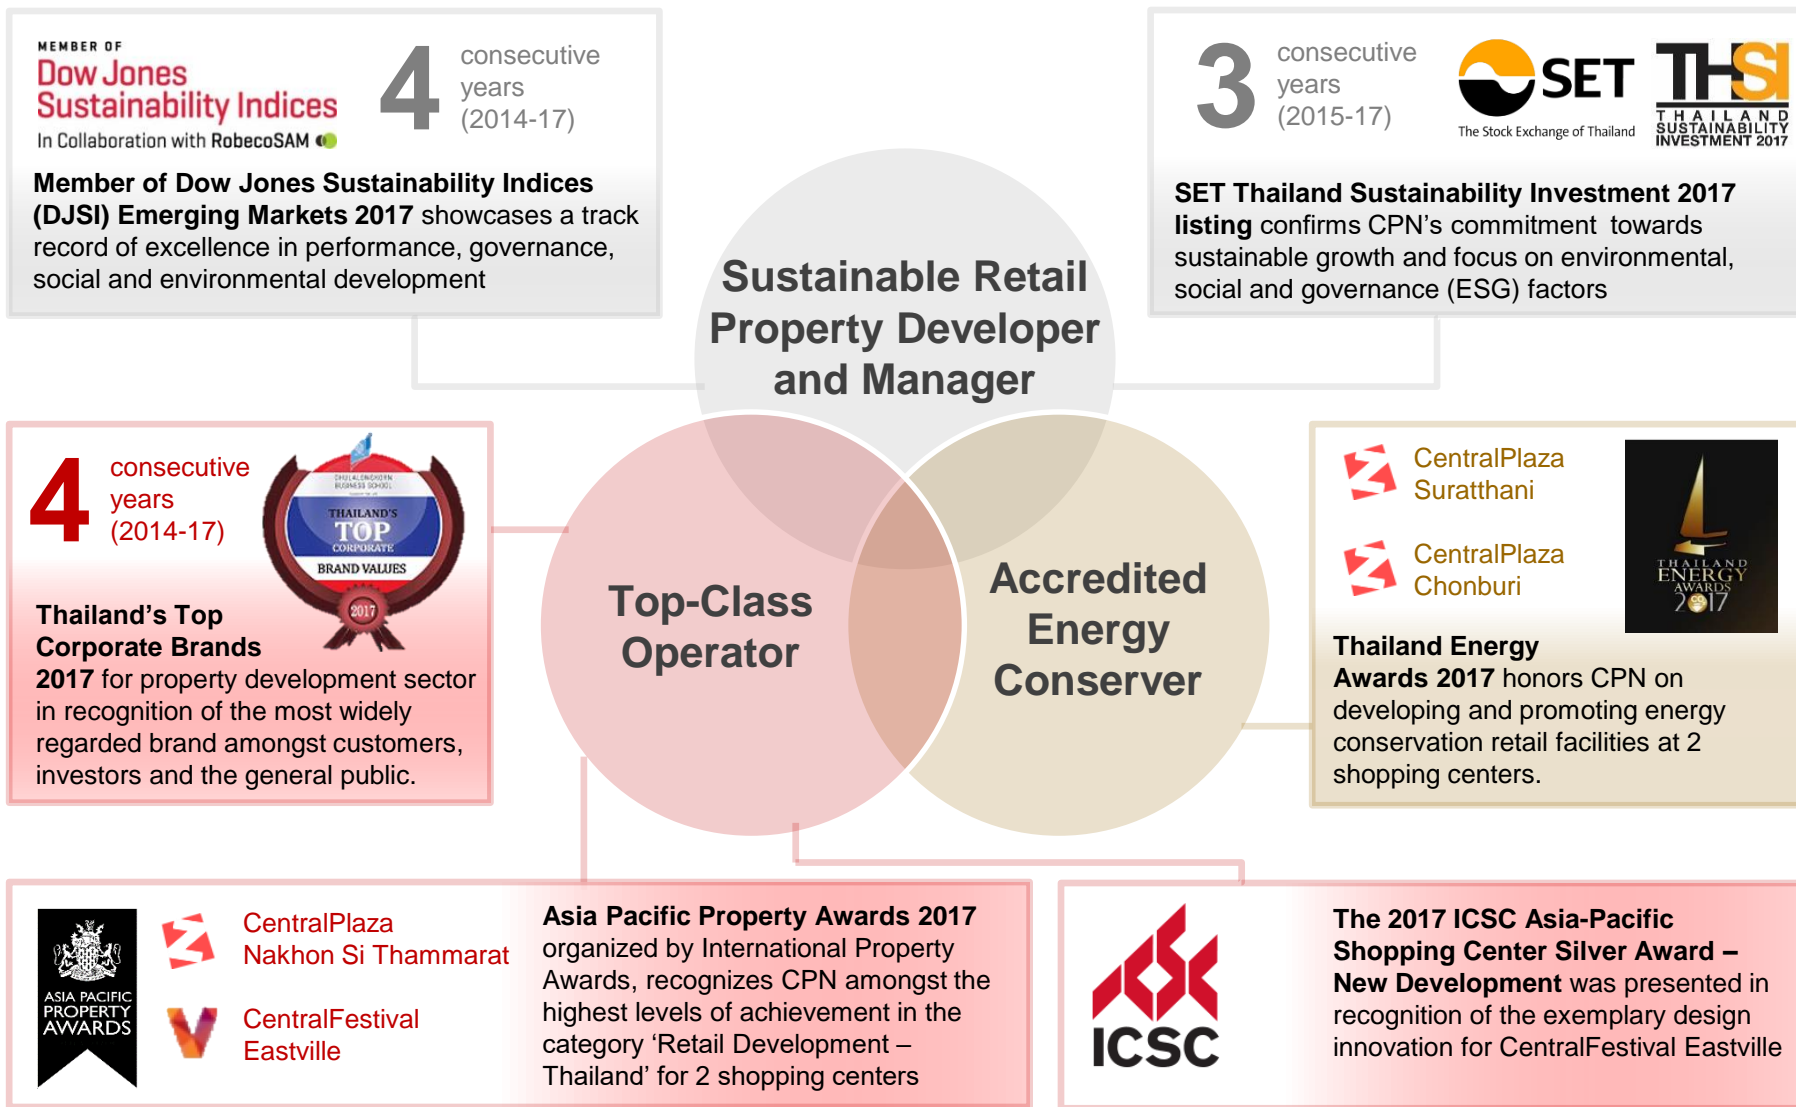 MEMBER OF
Dow Jones
Sustainability Indices
In Collaboration with RobecoSAM
4
consecutive
years
(2014-17)
Member of Dow Jones Sustainability Indices
(DJSI) Emerging Markets 2017 showcases a track
record of excellence in performance, governance,
social and environmental development
3
consecutive
years
(2015-17)
SET
The Stock Exchange of Thailand
THSI
THAILAND
SUSTAINABILITY
INVESTMENT 2017
SET Thailand Sustainability Investment 2017
listing confirms CPN’s commitment towards
sustainable growth and focus on environmental,
social and governance (ESG) factors
Sustainable Retail
Property Developer
and Manager
Top-Class
Operator
Accredited
Energy
Conserver
4
consecutive
years
(2014-17)
CHULALONGKORN
BUSINESS SCHOOL
THAILAND'S
TOP
CORPORATE
BRAND VALUES
2017
Thailand’s Top
Corporate Brands
2017 for property development sector
in recognition of the most widely
regarded brand amongst customers,
investors and the general public.
CentralPlaza
Suratthani
CentralPlaza
Chonburi
THAILAND
ENERGY
AWARDS
2017
Thailand Energy
Awards 2017 honors CPN on
developing and promoting energy
conservation retail facilities at 2
shopping centers.
ASIA PACIFIC
PROPERTY
AWARDS
CentralPlaza
Nakhon Si Thammarat
CentralFestival
Eastville
Asia Pacific Property Awards 2017
organized by International Property
Awards, recognizes CPN amongst the
highest levels of achievement in the
category ‘Retail Development –
Thailand’ for 2 shopping centers
ICSC
The 2017 ICSC Asia-Pacific
Shopping Center Silver Award –
New Development was presented in
recognition of the exemplary design
innovation for CentralFestival Eastville